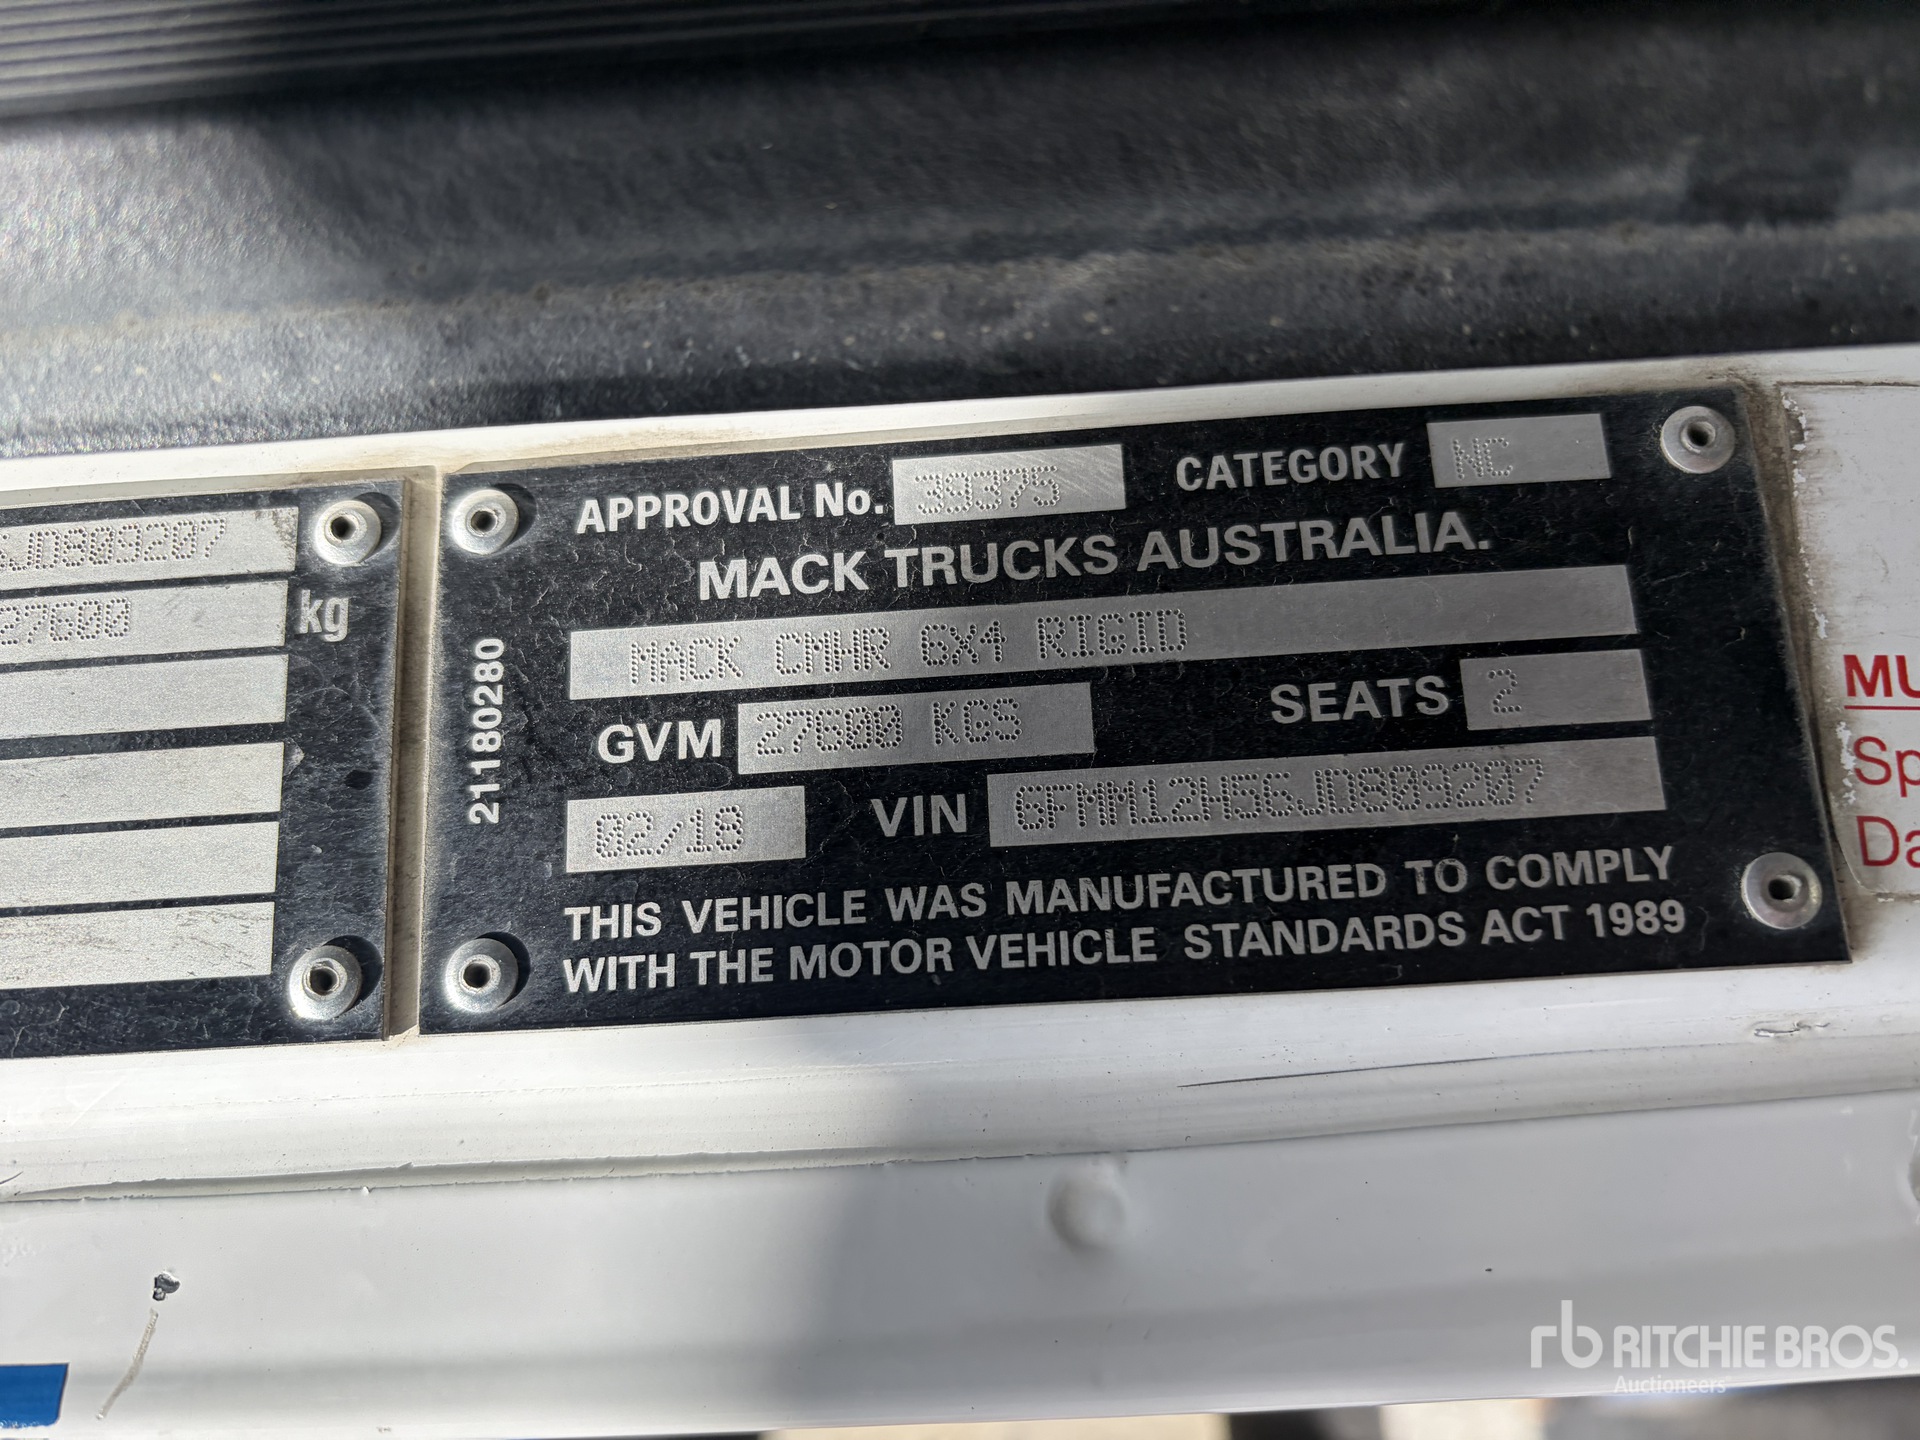 6JD809207
27600
kg
21180280
APPROVAL No. 39375 CATEGORY NC
MACK TRUCKS AUSTRALIA.
MACK CMHR 6X4 RIGID
GVM 27600 KGS SEATS 2
02/18 VIN 6FMM12H56JD809207
THIS VEHICLE WAS MANUFACTURED TO COMPLY
WITH THE MOTOR VEHICLE STANDARDS ACT 1989
MU
Sp
Da
rb RITCHIE BROS.
Auctioneers